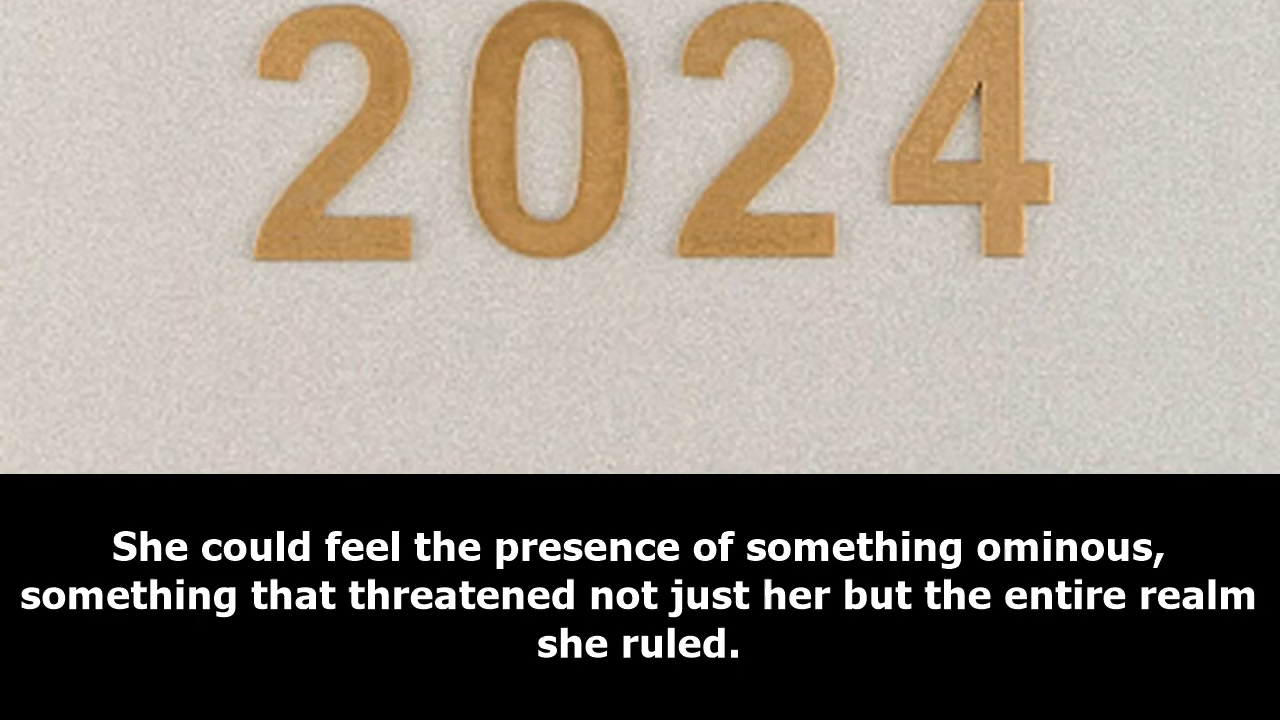 2024
She could feel the presence of something ominous,
something that threatened not just her but the entire realm
she ruled.